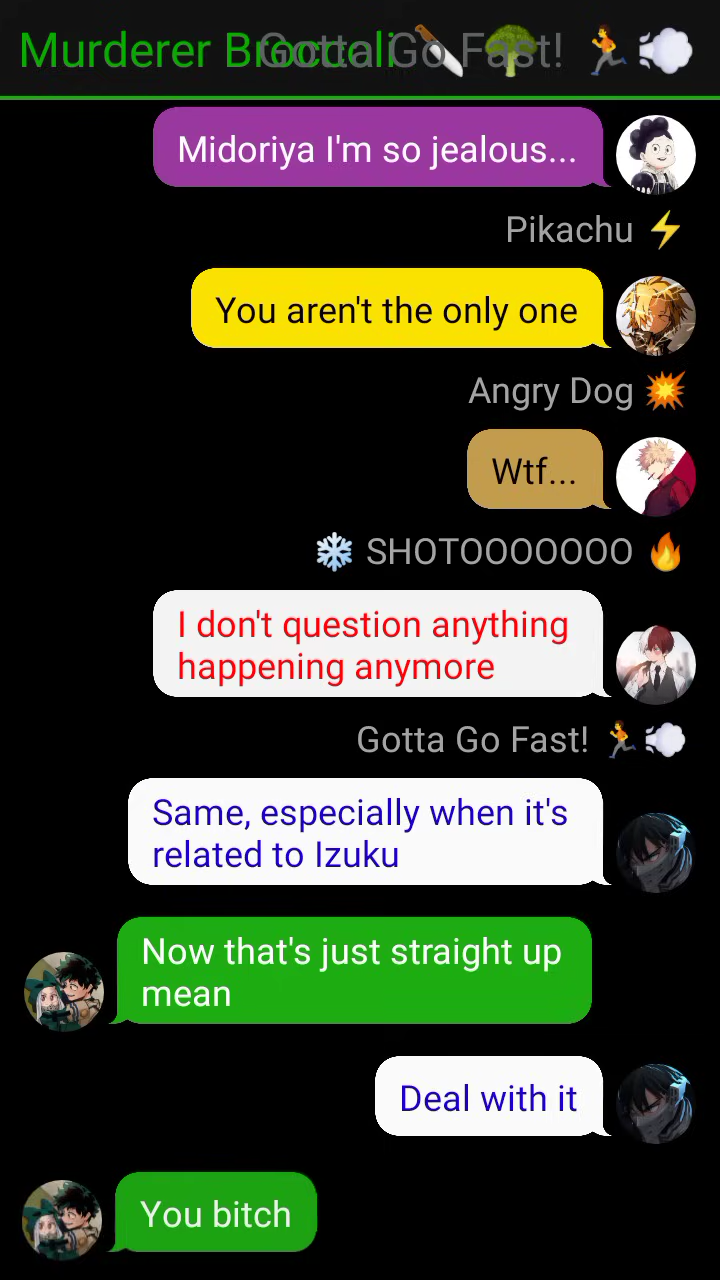 Murderer Broccoli 🔪 🥦
Gotta Go Fast! 🏃💨
Midoriya I'm so jealous...
Pikachu ⚡
You aren't the only one
Angry Dog 💥
Wtf...
❄️ SHOTOOOOOOO 🔥
I don't question anything
happening anymore
Gotta Go Fast! 🏃💨
Same, especially when it's
related to Izuku
Now that's just straight up
mean
Deal with it
You bitch